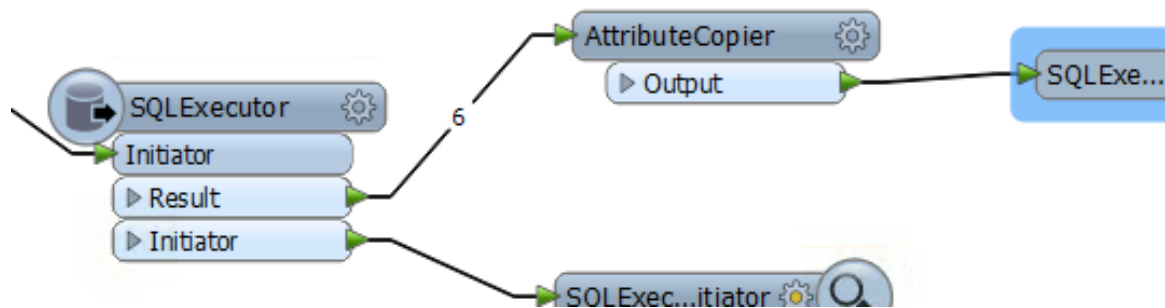 AttributeCopier
Output
SQLExe...
SQLExecutor
6
Initiator
Result
Initiator
SQLExec...itiator